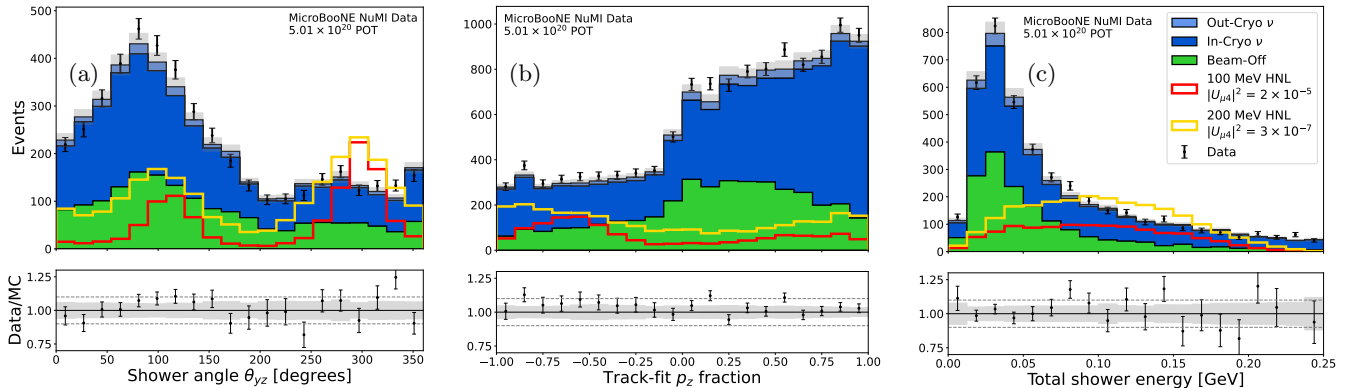 MicroBooNE NuMI Data
5.01 × 10²⁰ POT
(a)
Events
500
400
300
200
100
0
Data/MC
1.25
1.00
0.75
0 50 100 150 200 250 300 350
Shower angle θyz [degrees]
MicroBooNE NuMI Data
5.01 × 10²⁰ POT
(b)
1000
800
600
400
200
0
1.25
1.00
0.75
−1.00 −0.75 −0.50 −0.25 0.00 0.25 0.50 0.75 1.00
Track-fit pz fraction
MicroBooNE NuMI Data
5.01 × 10²⁰ POT
(c)
Out-Cryo ν
In-Cryo ν
Beam-Off
100 MeV HNL
|Uμ4|² = 2 × 10⁻⁵
200 MeV HNL
|Uμ4|² = 3 × 10⁻⁷
Data
800
700
600
500
400
300
200
100
0
1.25
1.00
0.75
0.00 0.05 0.10 0.15 0.20 0.25
Total shower energy [GeV]